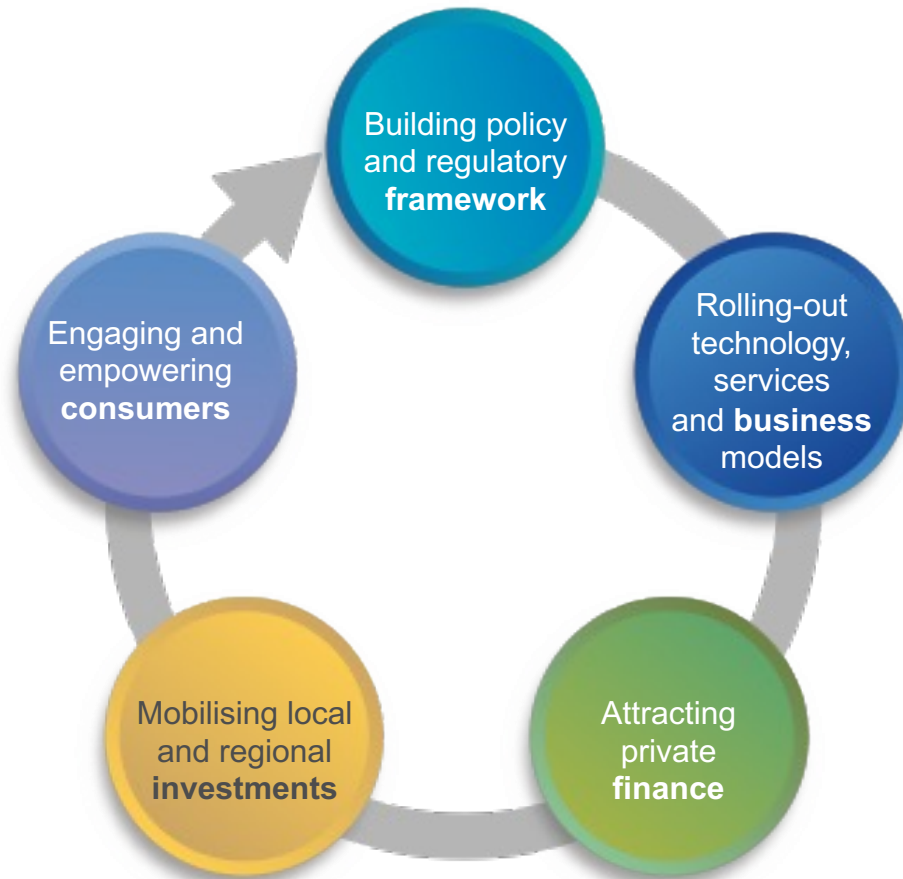 Building policy
and regulatory
framework
Rolling-out
technology,
services
and business
models
Attracting
private
finance
Mobilising local
and regional
investments
Engaging and
empowering
consumers